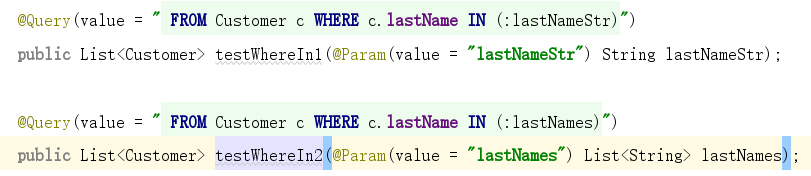 @Query(value = " FROM Customer c WHERE c.lastName IN (:lastNameStr)")
public List<Customer> testWhereIn1(@Param(value = "lastNameStr") String lastNameStr);
@Query(value = " FROM Customer c WHERE c.lastName IN (:lastNames)")
public List<Customer> testWhereIn2(@Param(value = "lastNames") List<String> lastNames);